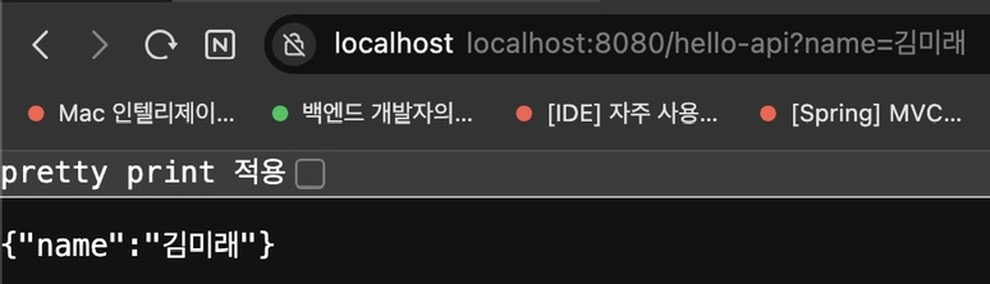 localhost localhost:8080/hello-api?name=김미래
Mac 인텔리제이... 백엔드 개발자의... [IDE] 자주 사용... [Spring] MVC...
pretty print 적용
{"name":"김미래"}